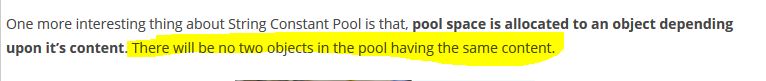 One more interesting thing about String Constant Pool is that, pool space is allocated to an object depending
upon it's content. There will be no two objects in the pool having the same content.